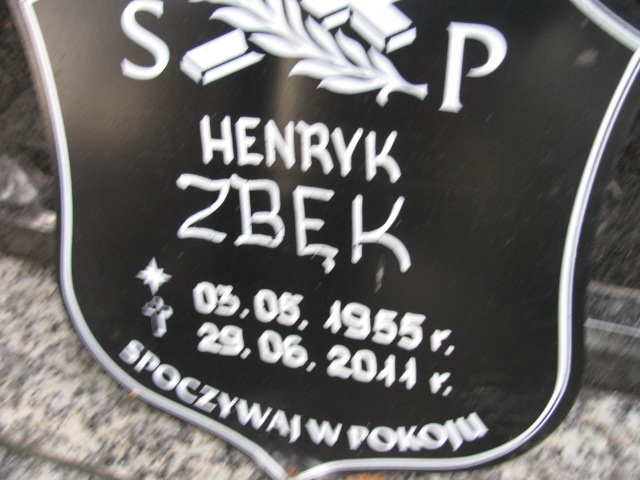 S P
HENRYK
ZBĘK
03.05.1955 r.
29.06.2011 r.
SPOCZYWAJ W POKOJU